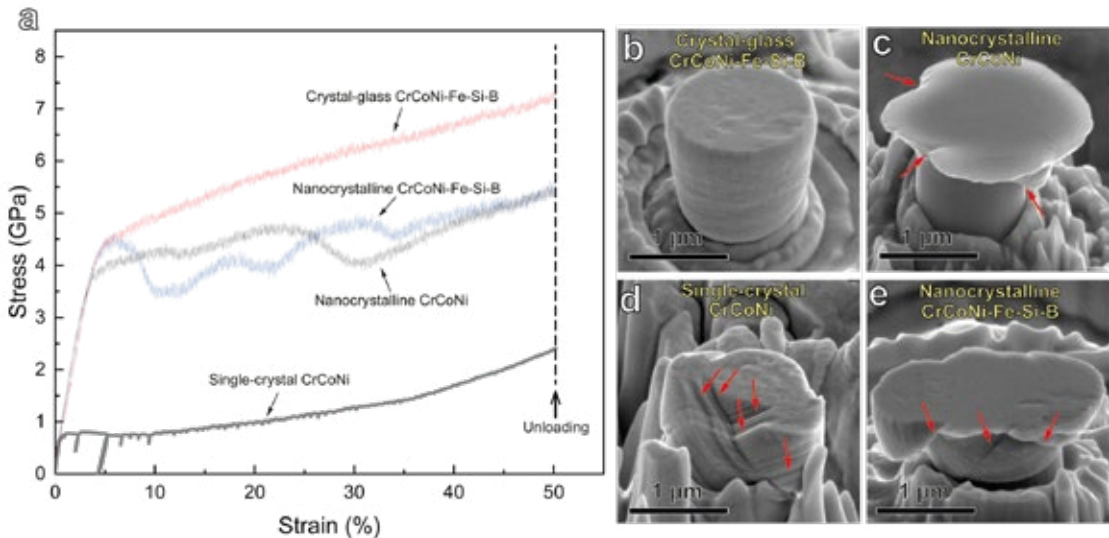 a
8
7
6
5
4
3
2
1
0
Stress (GPa)
0
10
20
30
40
50
Strain (%)
Crystal-glass CrCoNi-Fe-Si-B
Nanocrystalline CrCoNi-Fe-Si-B
Nanocrystalline CrCoNi
Single-crystal CrCoNi
Unloading
b
Crystal-glass
CrCoNi-Fe-Si-B
1 μm
c
Nanocrystalline
CrCoNi
1 μm
d
Single-crystal
CrCoNi
1 μm
e
Nanocrystalline
CrCoNi-Fe-Si-B
1 μm